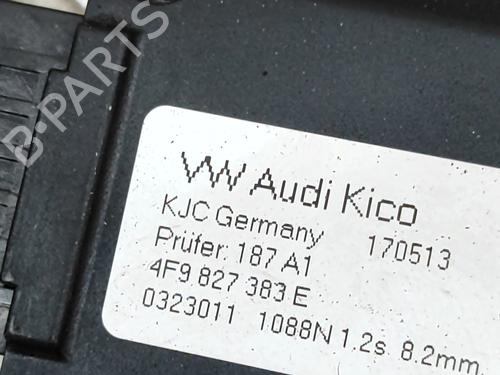 B-PARTS
VW Audi Kico
KJC Germany 170513
Prüfer: 187 A1
4F9 827 383 E
0323011 1088N 1.2s 8.2mm